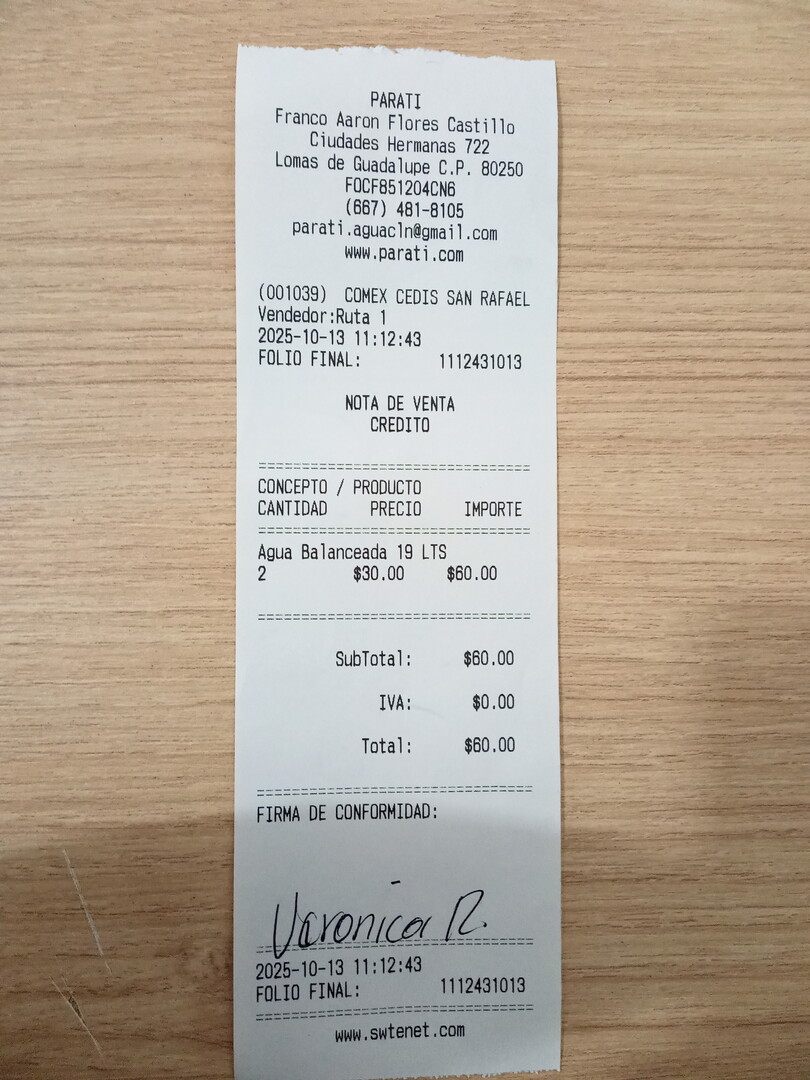 PARATI
Franco Aaron Flores Castillo
Ciudades Hermanas 722
Lomas de Guadalupe C.P. 80250
FOCF851204CN6
(667) 481-8105
parati.aguacln@gmail.com
www.parati.com
(001039) COMEX CEDIS SAN RAFAEL
Vendedor:Ruta 1
2025-10-13 11:12:43
FOLIO FINAL: 1112431013
NOTA DE VENTA
CREDITO
CONCEPTO / PRODUCTO
CANTIDAD PRECIO IMPORTE
Agua Balanceada 19 LTS
2 $30.00 $60.00
SubTotal: $60.00
IVA: $0.00
Total: $60.00
FIRMA DE CONFORMIDAD:
Veronica R.
2025-10-13 11:12:43
FOLIO FINAL: 1112431013
www.swtenet.com